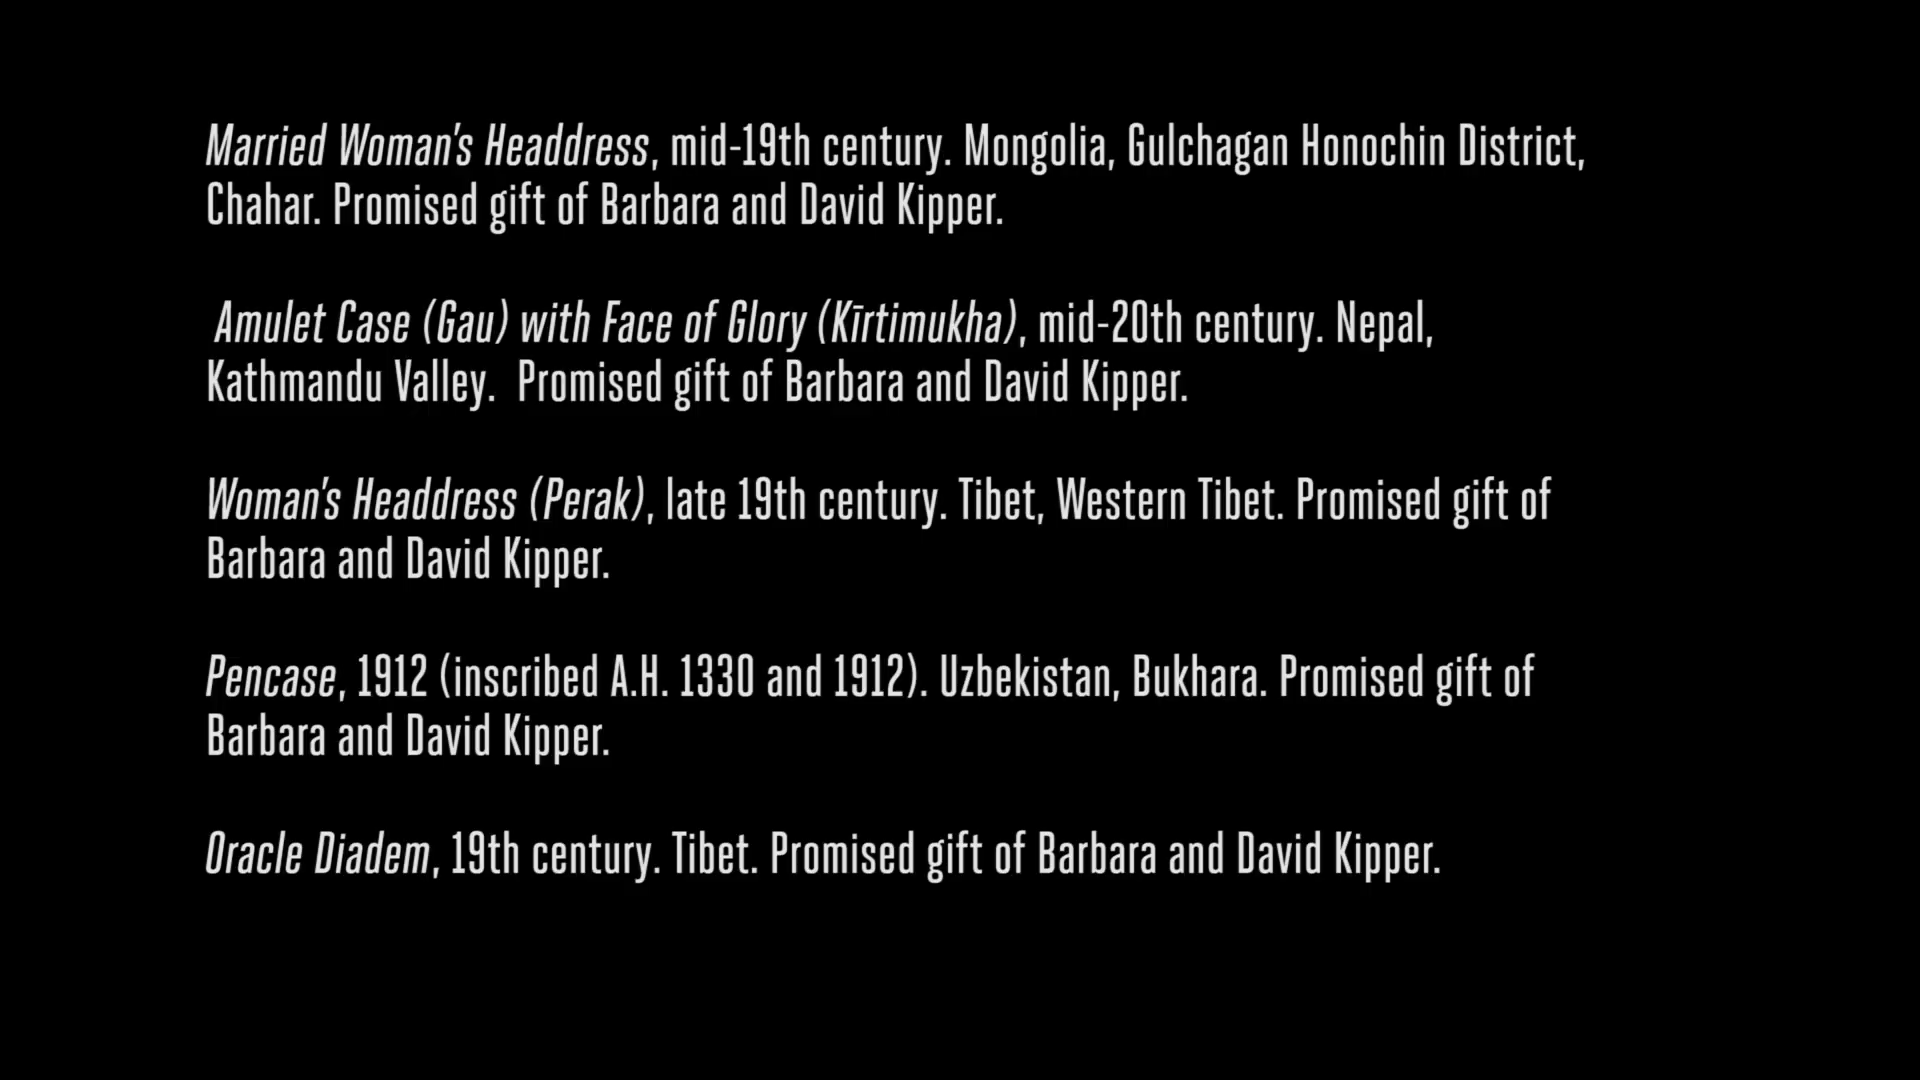 Married Woman's Headdress, mid-19th century. Mongolia, Gulchagan Honochin District,
Chahar. Promised gift of Barbara and David Kipper.
Amulet Case (Gau) with Face of Glory (Kīrtimukha), mid-20th century. Nepal,
Kathmandu Valley. Promised gift of Barbara and David Kipper.
Woman's Headdress (Perak), late 19th century. Tibet, Western Tibet. Promised gift of
Barbara and David Kipper.
Pencase, 1912 (inscribed A.H. 1330 and 1912). Uzbekistan, Bukhara. Promised gift of
Barbara and David Kipper.
Oracle Diadem, 19th century. Tibet. Promised gift of Barbara and David Kipper.